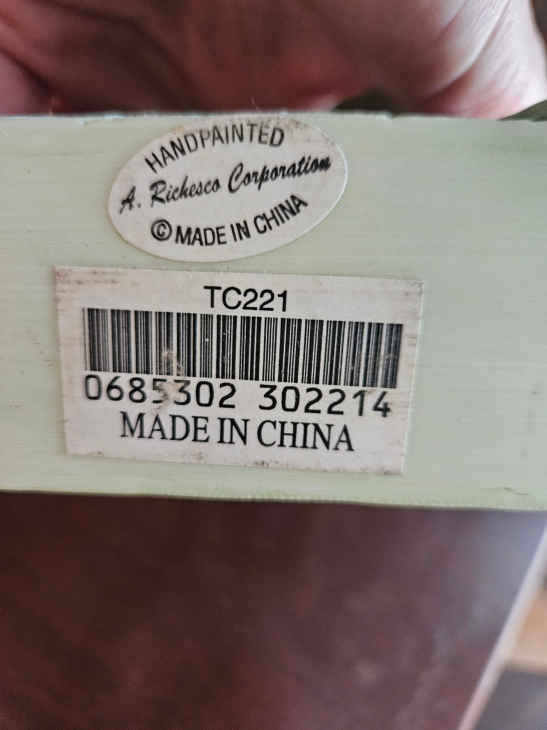 HANDPAINTED
A. Richesco Corporation
© MADE IN CHINA
TC221
0685302 302214
MADE IN CHINA